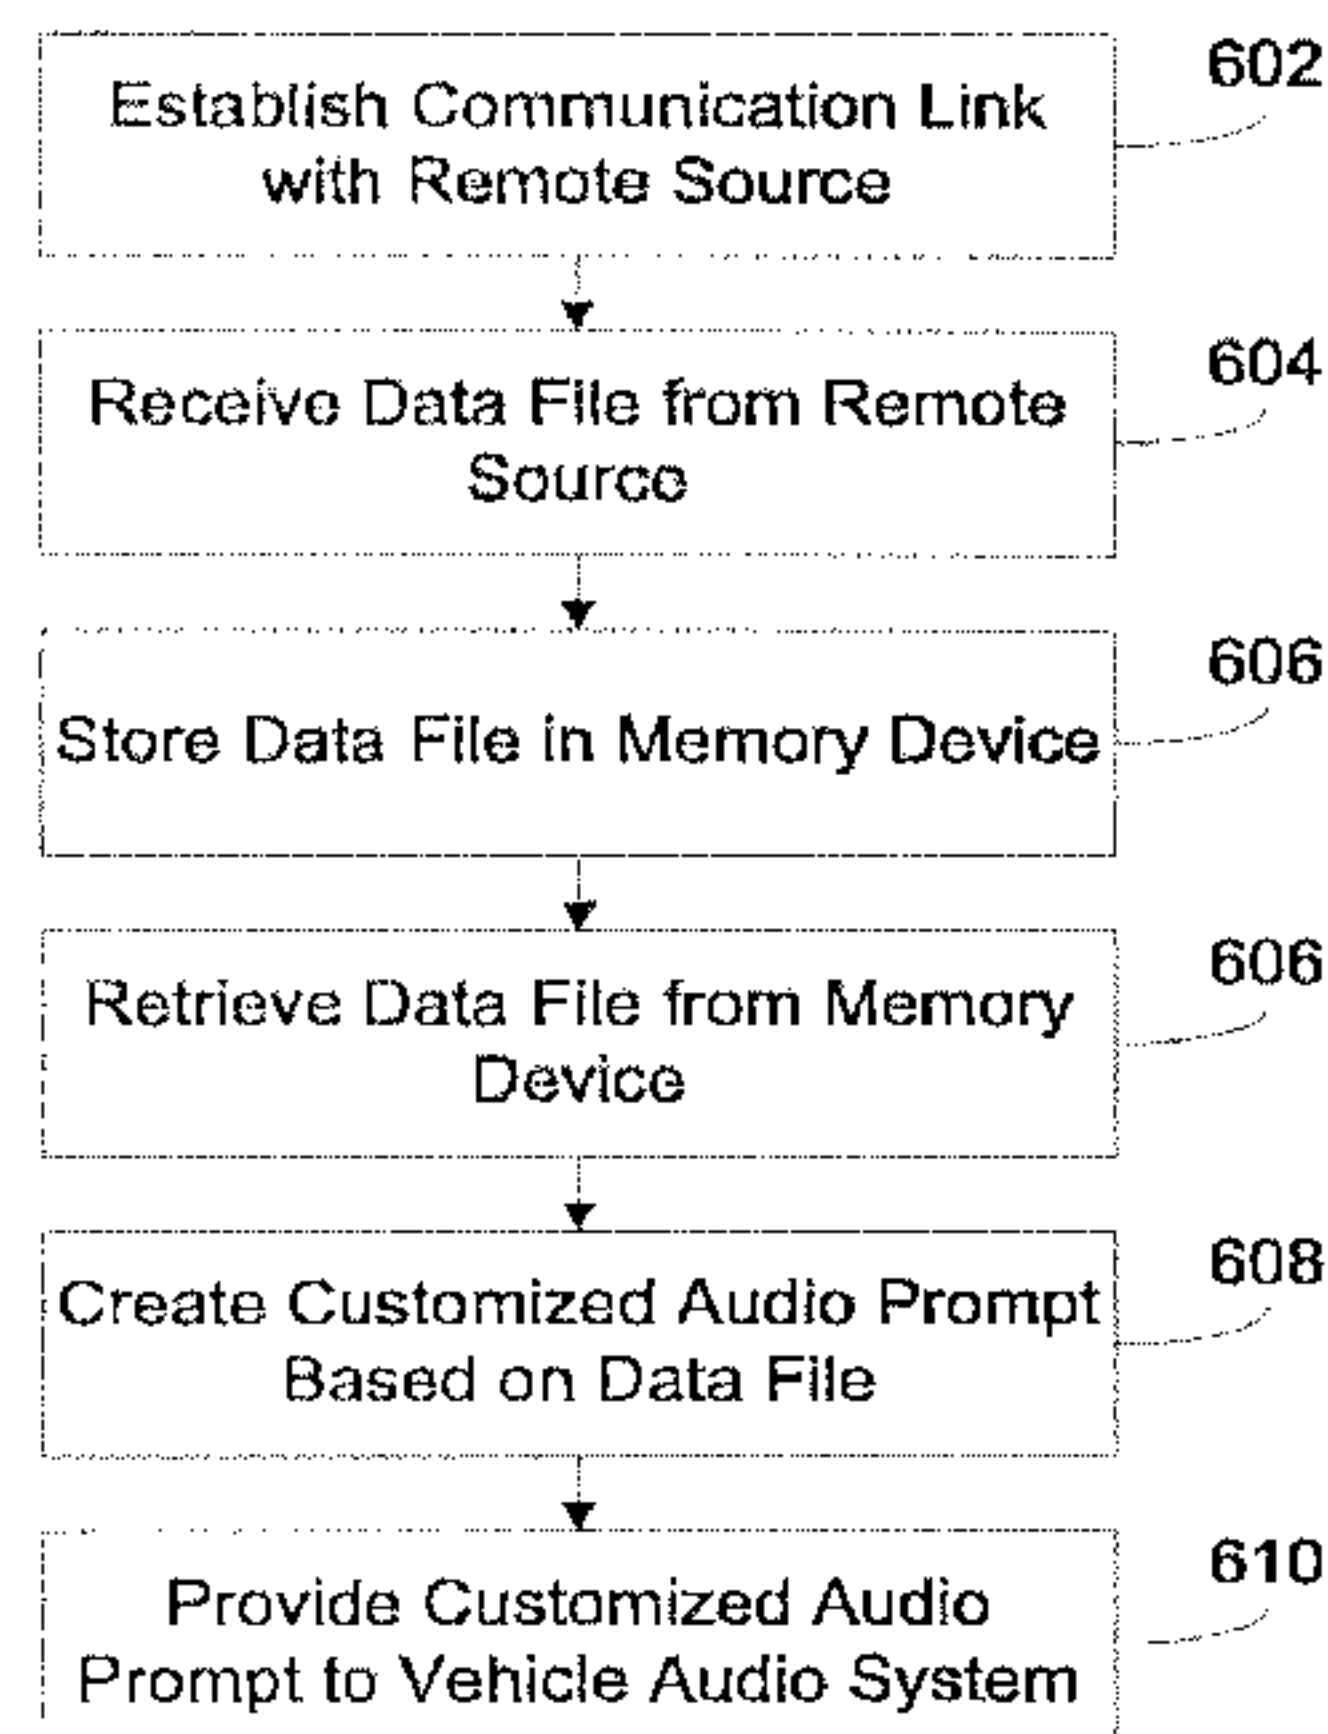 602
Establish Communication Link
with Remote Source
604
Receive Data File from Remote
Source
606
Store Data File in Memory Device
606
Retrieve Data File from Memory
Device
608
Create Customized Audio Prompt
Based on Data File
610
Provide Customized Audio
Prompt to Vehicle Audio System